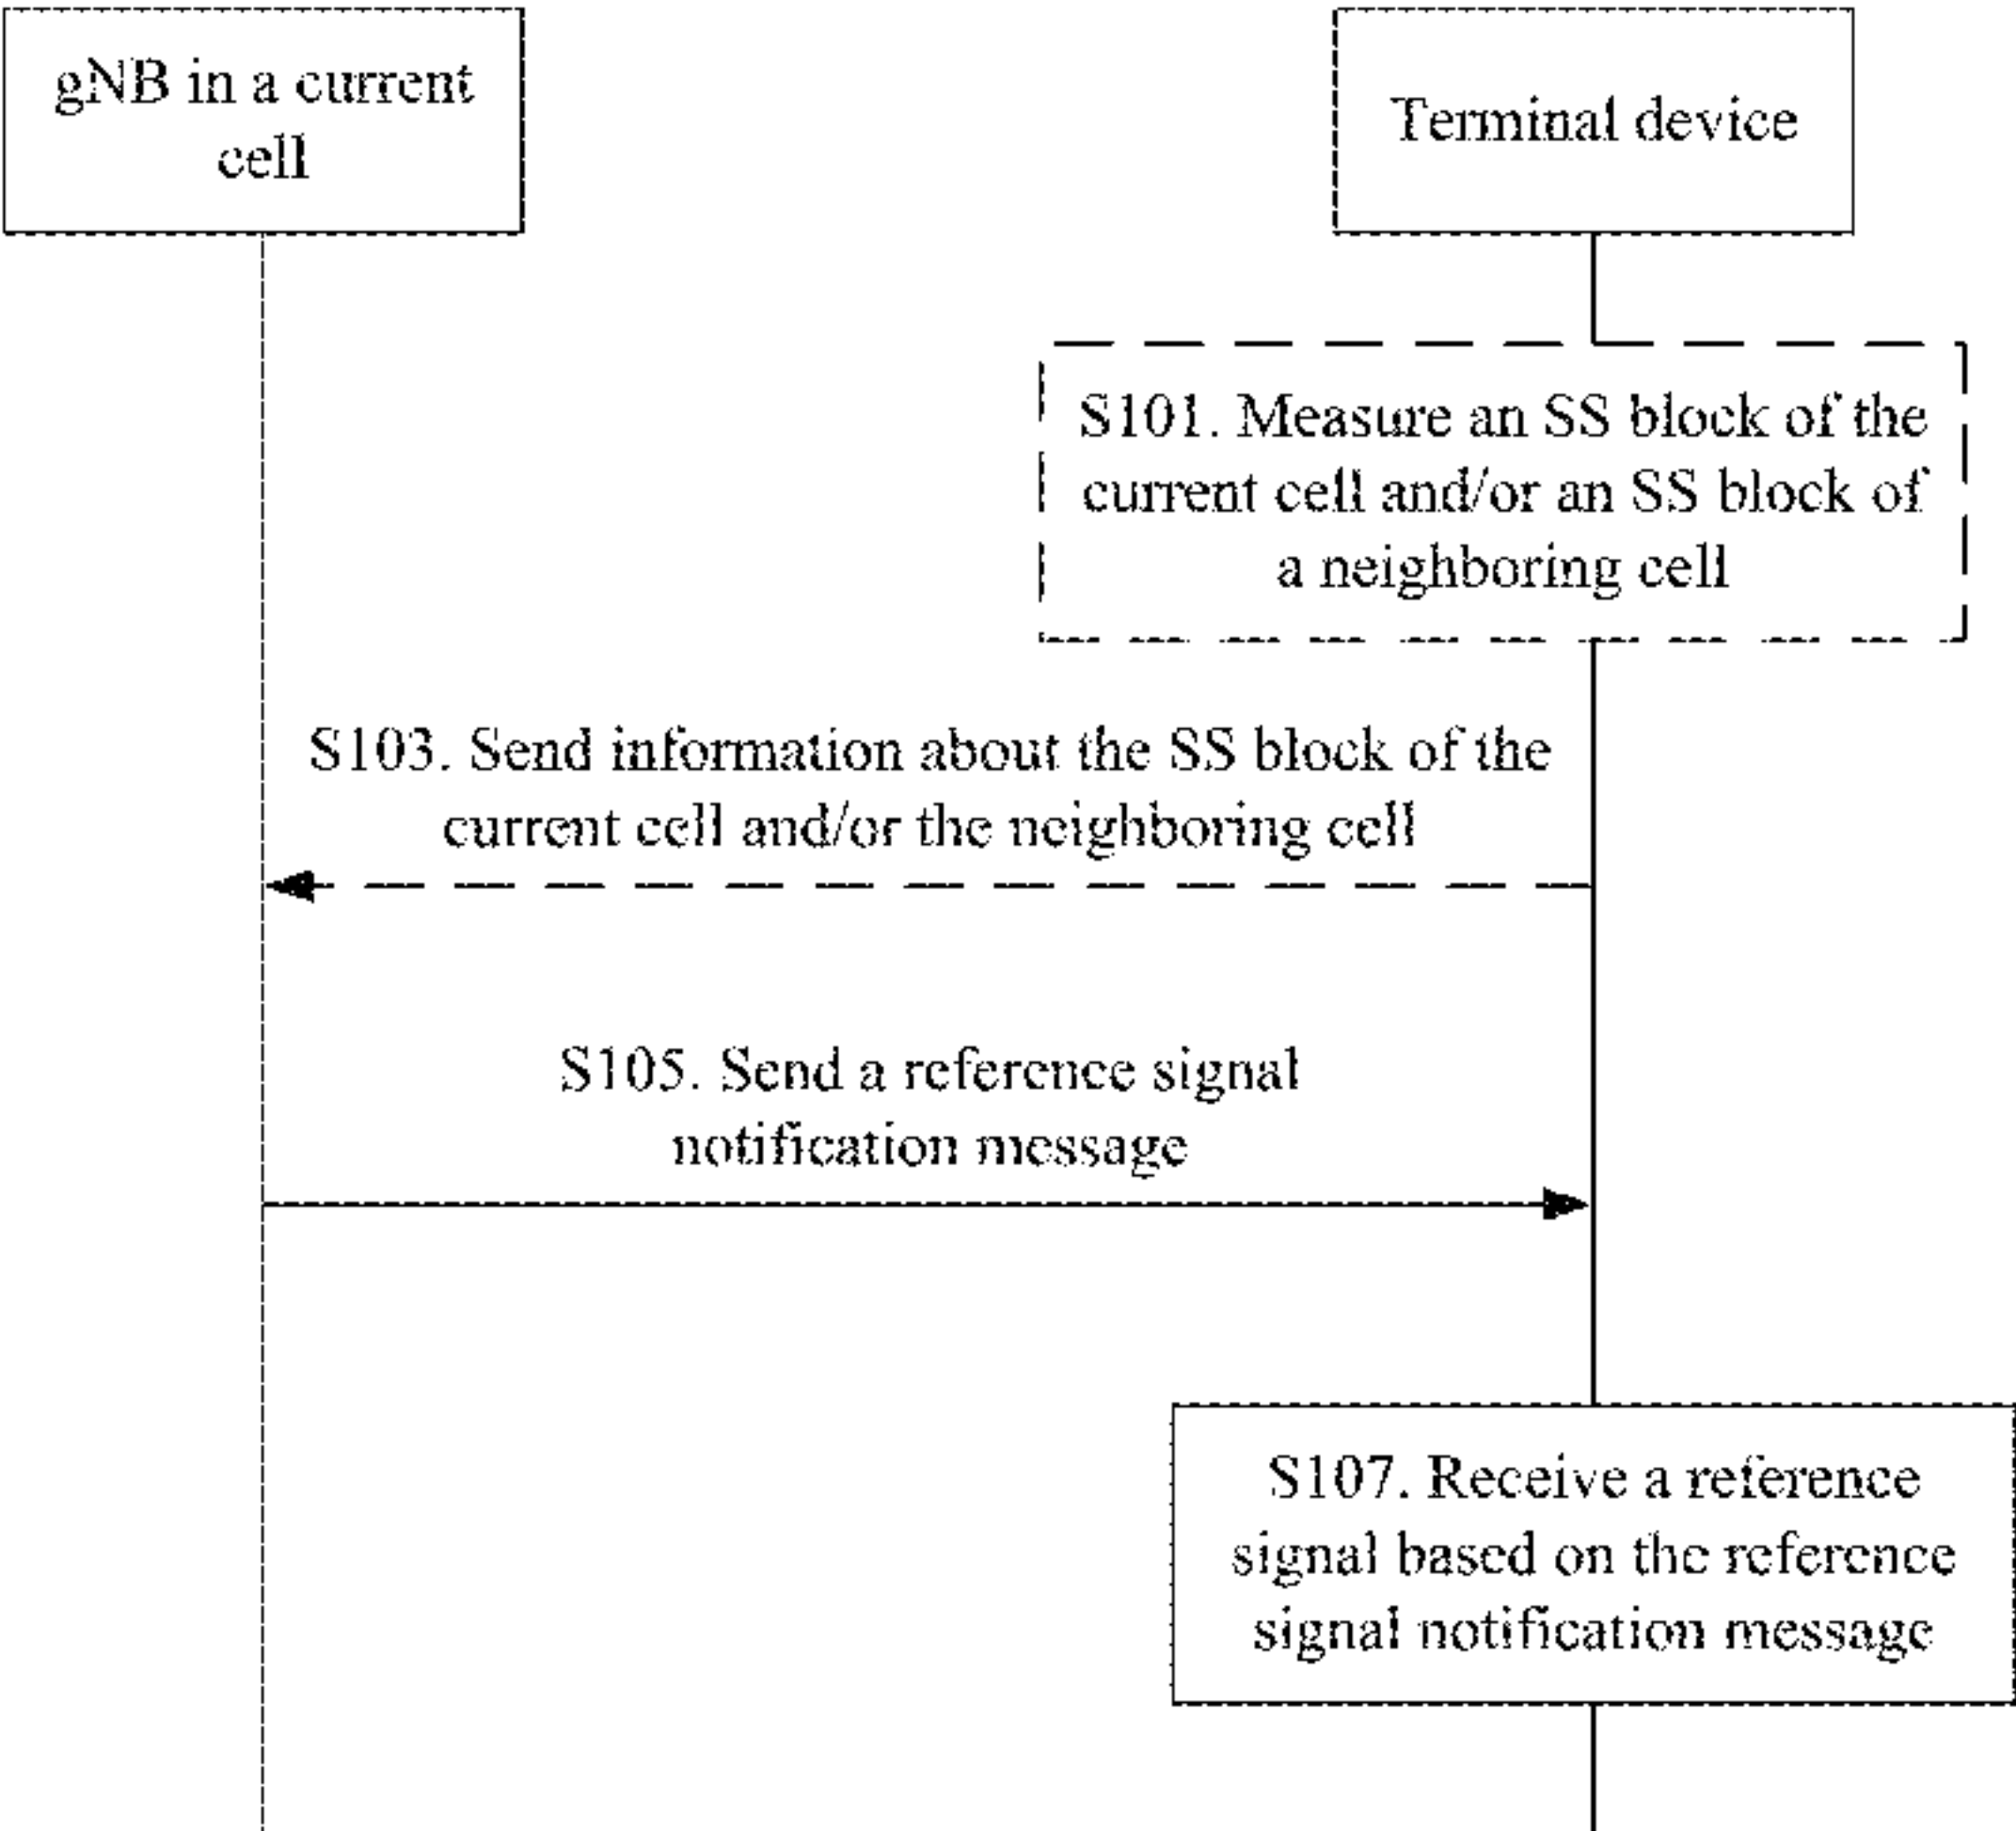 gNB in a current
cell
Terminal device
S101. Measure an SS block of the
current cell and/or an SS block of
a neighboring cell
S103. Send information about the SS block of the
current cell and/or the neighboring cell
S105. Send a reference signal
notification message
S107. Receive a reference
signal based on the reference
signal notification message